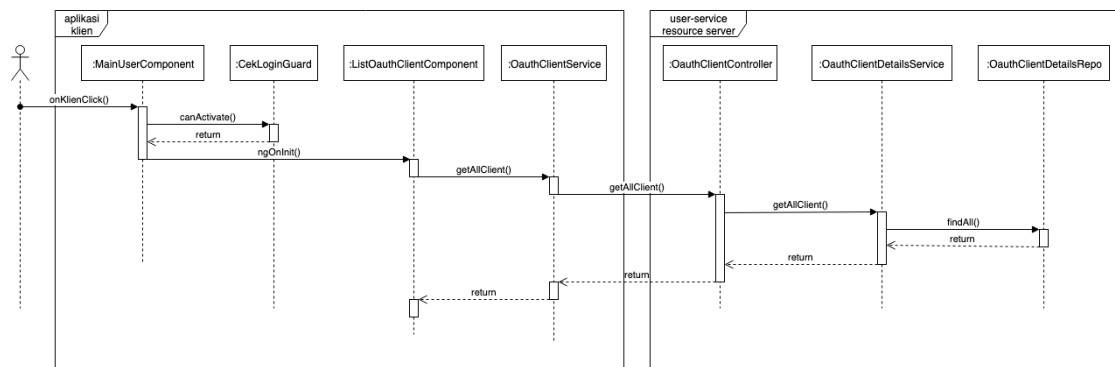 aplikasi
klien
user-service
resource server
:MainUserComponent
:CekLoginGuard
:ListOauthClientComponent
:OauthClientService
:OauthClientController
:OauthClientDetailsService
:OauthClientDetailsRepo
onKlienClick()
canActivate()
return
ngOnInit()
getAllClient()
getAllClient()
getAllClient()
findAll()
return
return
return
return